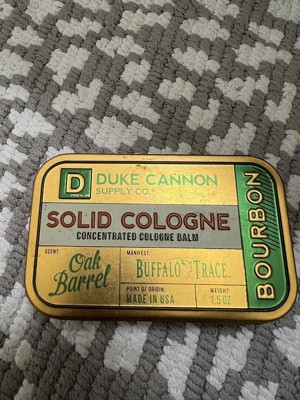 D
DUKE CANNON
SUPPLY CO.
SOLID COLOGNE
CONCENTRATED COLOGNE BALM
BOURBON
SCENT:
Oak
Barrel
MANIFEST:
BUFFALO TRACE
POINT OF ORIGIN:
MADE IN USA
WEIGHT:
1.5 OZ